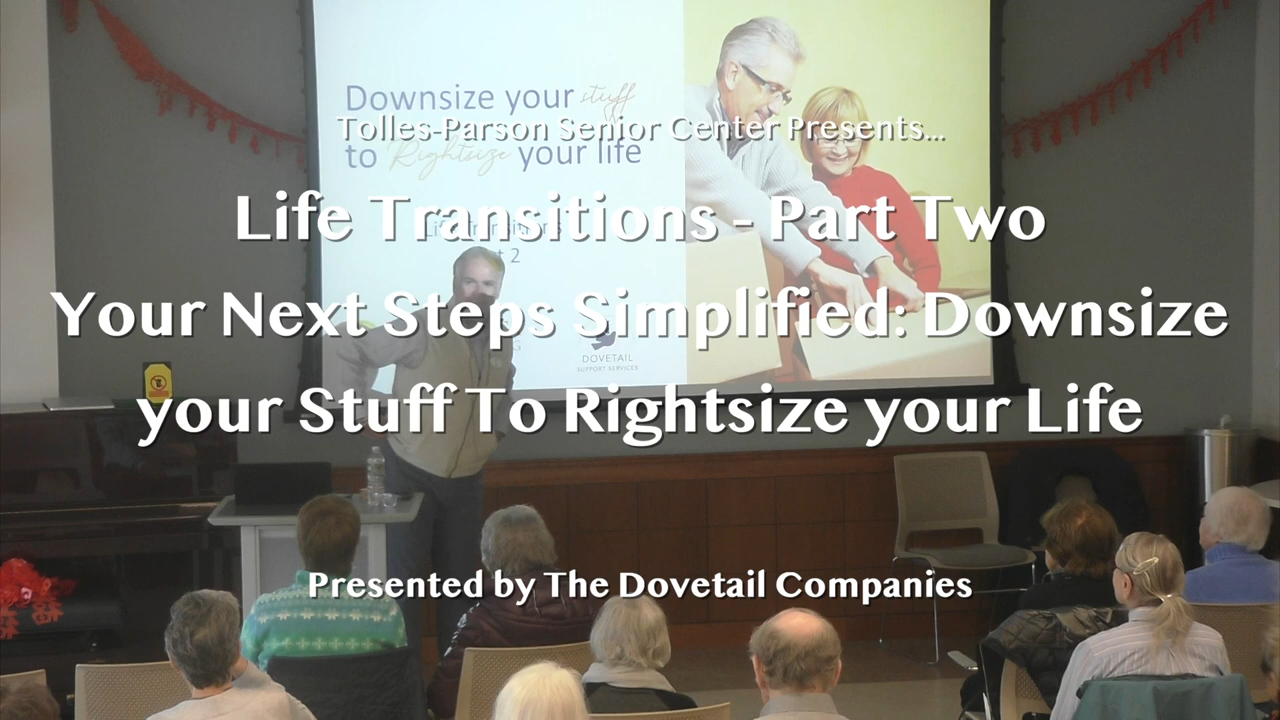 Downsize your stuff
Tolles-Parson Senior Center Presents...
to Rightsize your life
Life Transitions - Part Two
2
Your Next Steps Simplified: Downsize
DOVETAIL
SUPPORT SERVICES
your Stuff To Rightsize your Life
Presented by The Dovetail Companies